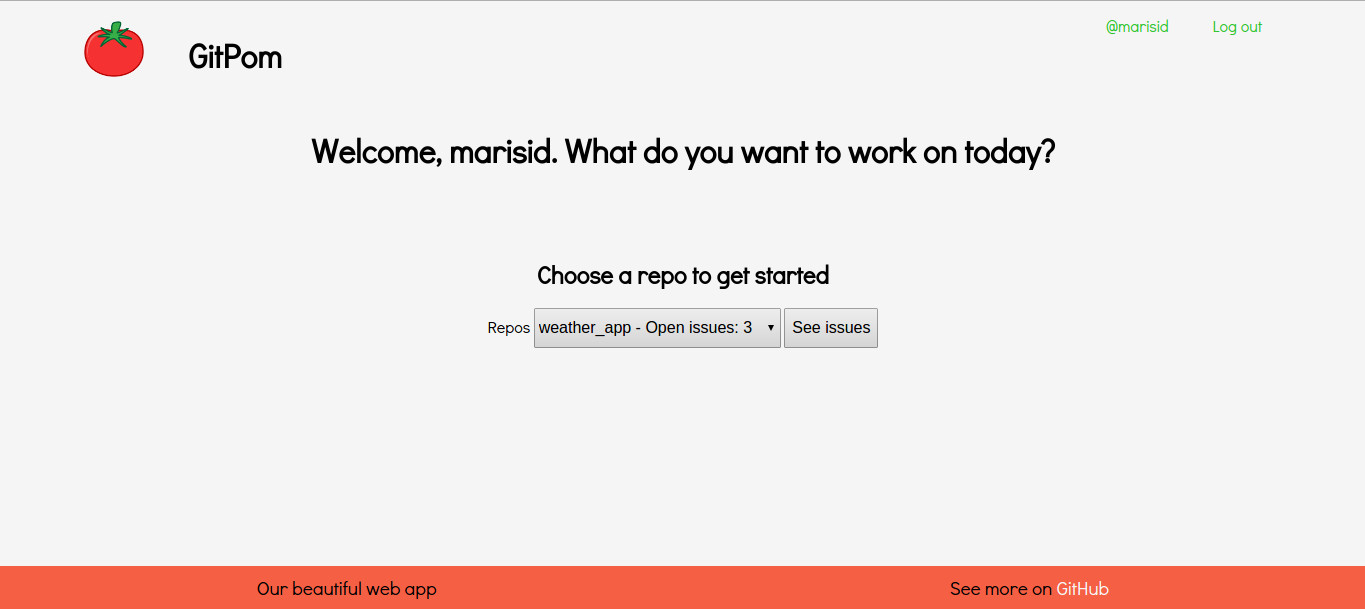 GitPom
@marisid Log out
Welcome, marisid. What do you want to work on today?
Choose a repo to get started
Repos weather_app - Open issues: 3 See issues
Our beautiful web app See more on GitHub